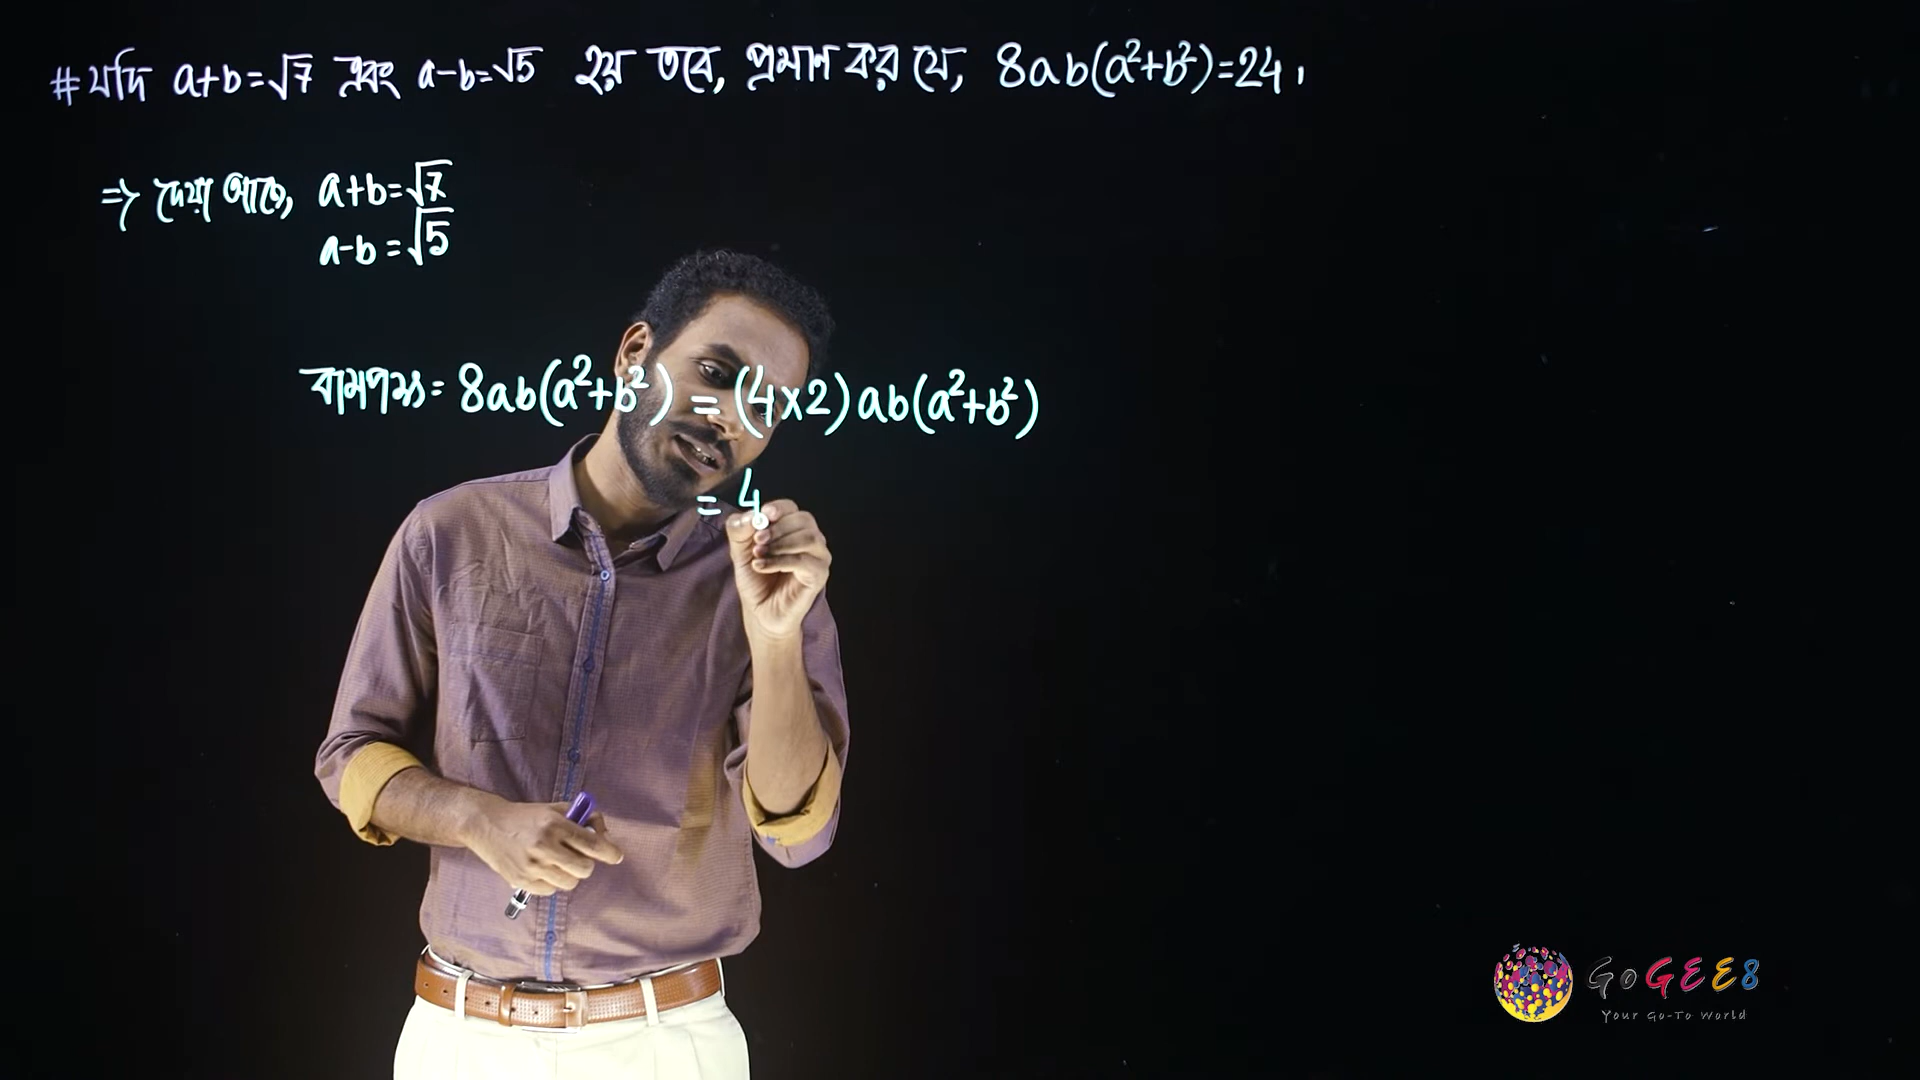 # যদি a+b=√7 এবং a-b=√5 হয় তবে, প্রমাণ কর যে, 8ab(a²+b²)=24।
⇒ দেয়া আছে, a+b=√7
a-b=√5
বামপক্ষ= 8ab(a²+b²) = (4×2)ab(a²+b²)
= 4
GoGEE8
Your Go-To World